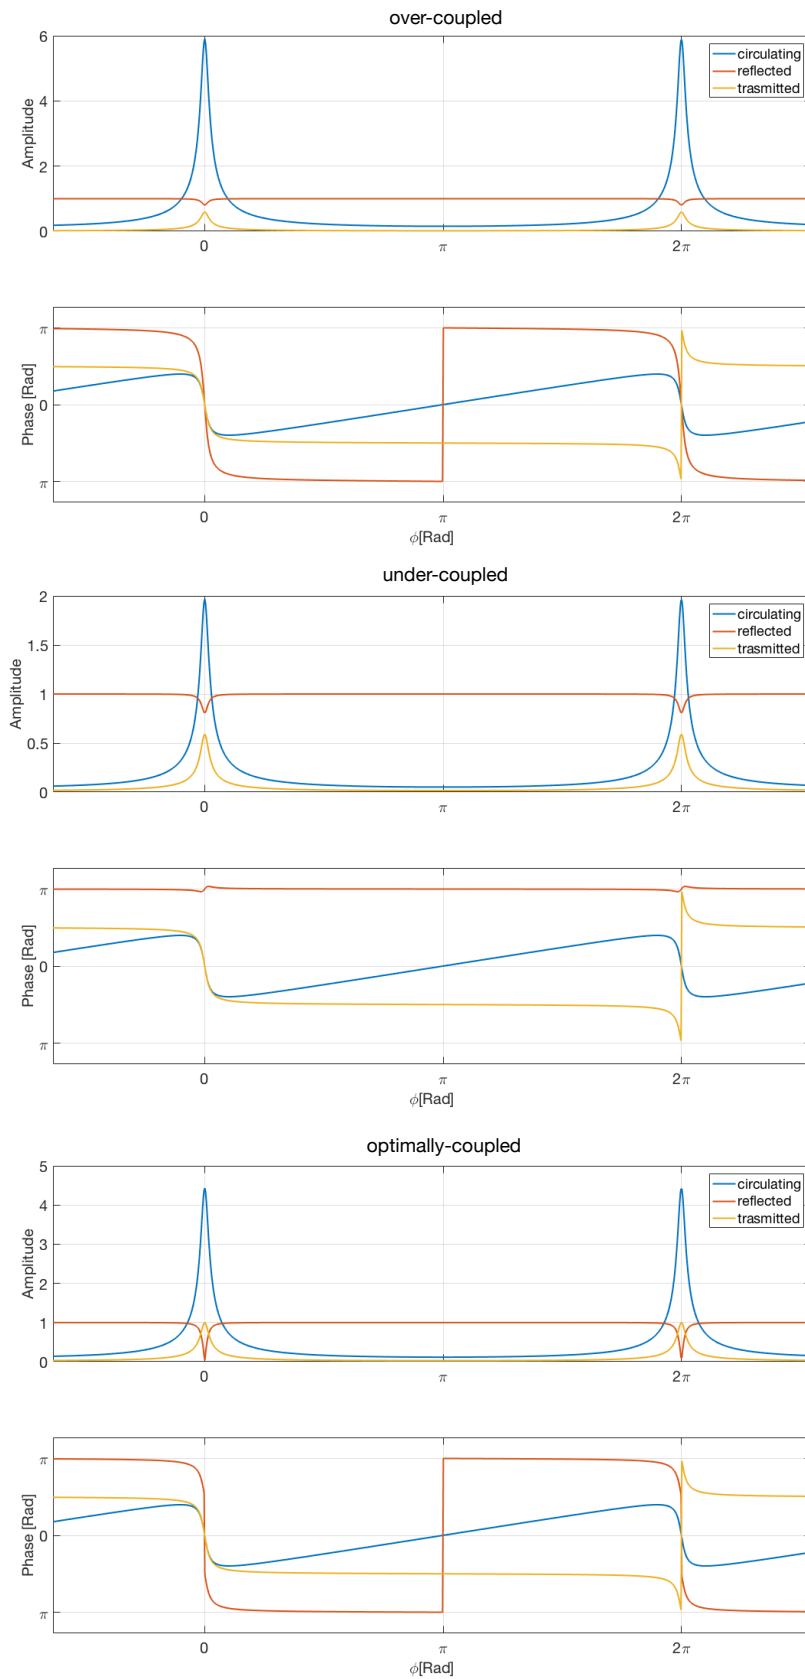 over-coupled
6
4
2
0
Amplitude
circulating
reflected
trasmitted
0
π
2π
π
0
π
Phase [Rad]
0
π
2π
ϕ[Rad]
under-coupled
2
1.5
1
0.5
0
Amplitude
circulating
reflected
trasmitted
0
π
2π
π
0
π
Phase [Rad]
0
π
2π
ϕ[Rad]
optimally-coupled
5
4
3
2
1
0
Amplitude
circulating
reflected
trasmitted
0
π
2π
π
0
π
Phase [Rad]
0
π
2π
ϕ[Rad]